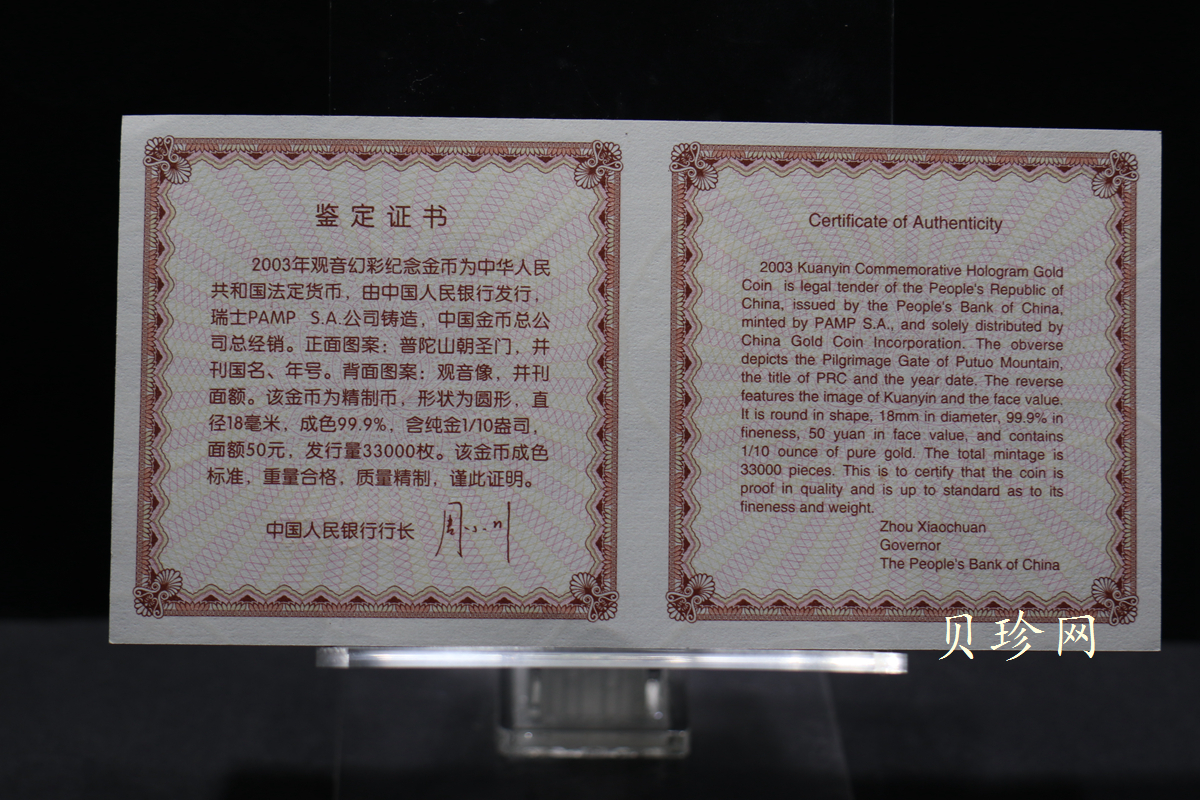 鉴定证书
2003年观音幻彩纪念金币为中华人民
共和国法定货币，由中国人民银行发行，
瑞士PAMP S.A.公司铸造，中国金币总公
司总经销。正面图案：普陀山朝圣门，并
刊国名、年号。背面图案：观音像，并刊
面额。该金币为精制币，形状为圆形，直
径18毫米，成色99.9%，含纯金1/10盎司，
面额50元，发行量33000枚。该金币成色
标准，重量合格，质量精制，谨此证明。
中国人民银行行长 周小川
Certificate of Authenticity
2003 Kuanyin Commemorative Hologram Gold
Coin is legal tender of the People's Republic of
China, issued by the People's Bank of China,
minted by PAMP S.A., and solely distributed by
China Gold Coin Incorporation. The obverse
depicts the Pilgrimage Gate of Putuo Mountain,
the title of PRC and the year date. The reverse
features the image of Kuanyin and the face value.
It is round in shape, 18mm in diameter, 99.9% in
fineness, 50 yuan in face value, and contains
1/10 ounce of pure gold. The total mintage is
33000 pieces. This is to certify that the coin is
proof in quality and is up to standard as to its
fineness and weight.
Zhou Xiaochuan
Governor
The People's Bank of China
贝珍网